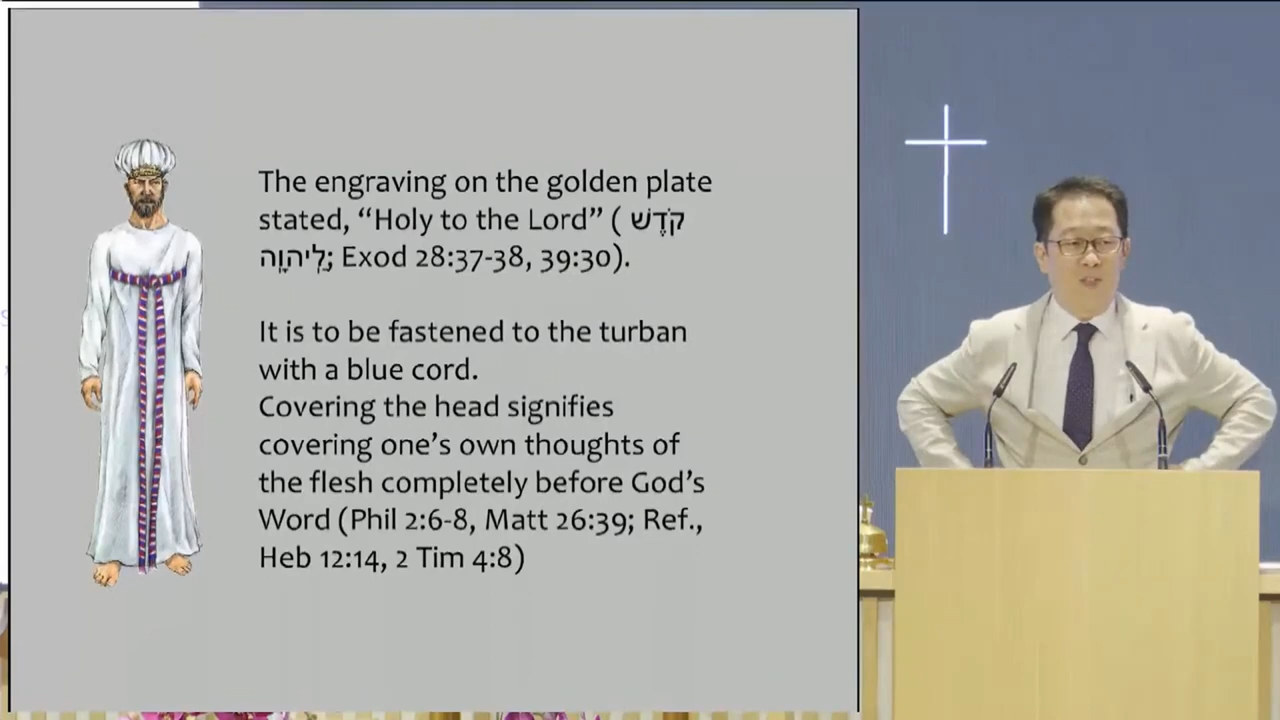 The engraving on the golden plate
stated, “Holy to the Lord” ( קֹדֶשׁ
לַיהוָה; Exod 28:37-38, 39:30).
It is to be fastened to the turban
with a blue cord.
Covering the head signifies
covering one’s own thoughts of
the flesh completely before God’s
Word (Phil 2:6-8, Matt 26:39; Ref.,
Heb 12:14, 2 Tim 4:8)